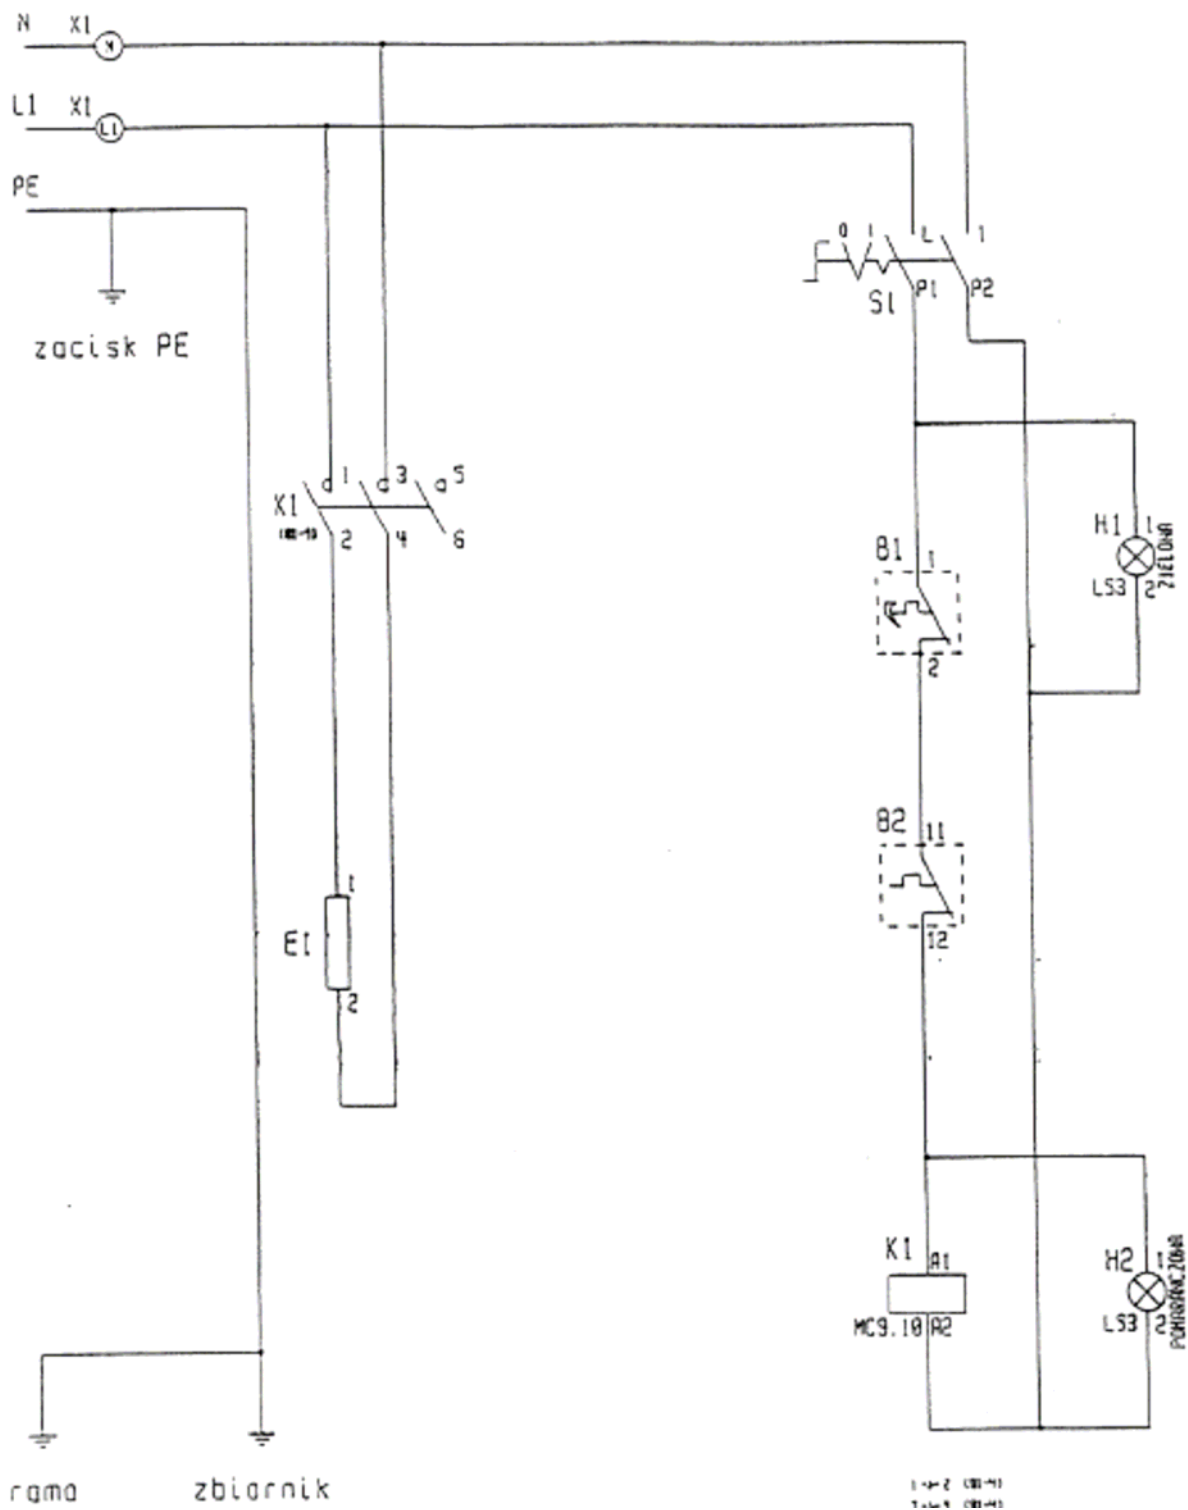 N X1
N
L1 X1
L1
PE
zacisk PE
0 1 L 1
S1 P1 P2
K1 1 3 5
2 4 6
H1 1
LS3 2
ZIELONA
B1 1
2
B2 11
12
E1 1
2
K1 A1
MC9.10 A2
H2 1
LS3 2
POMARAŃCZOWA
rama zbiornik